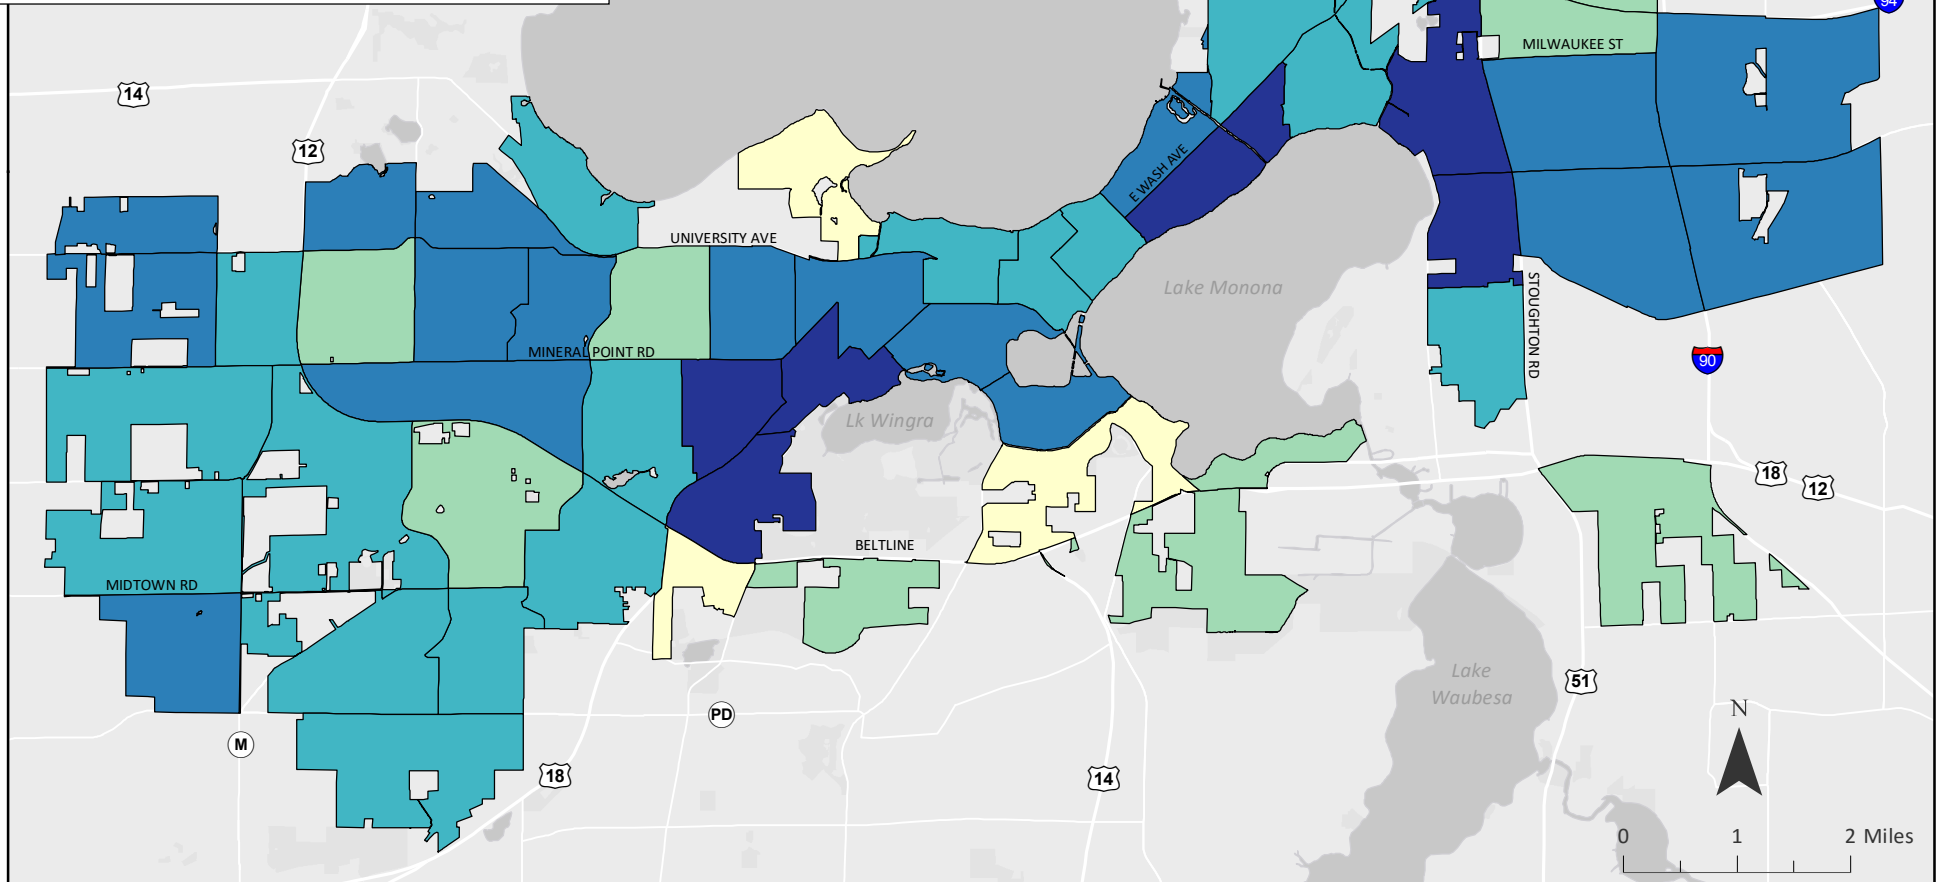 94
MILWAUKEE ST
14
12
E WASH AVE
UNIVERSITY AVE
Lake Monona
STOUGHTON RD
MINERAL POINT RD
90
Lk Wingra
18
12
BELTLINE
MIDTOWN RD
Lake
Waubesa
51
PD
N
M
18
14
0 1 2 Miles